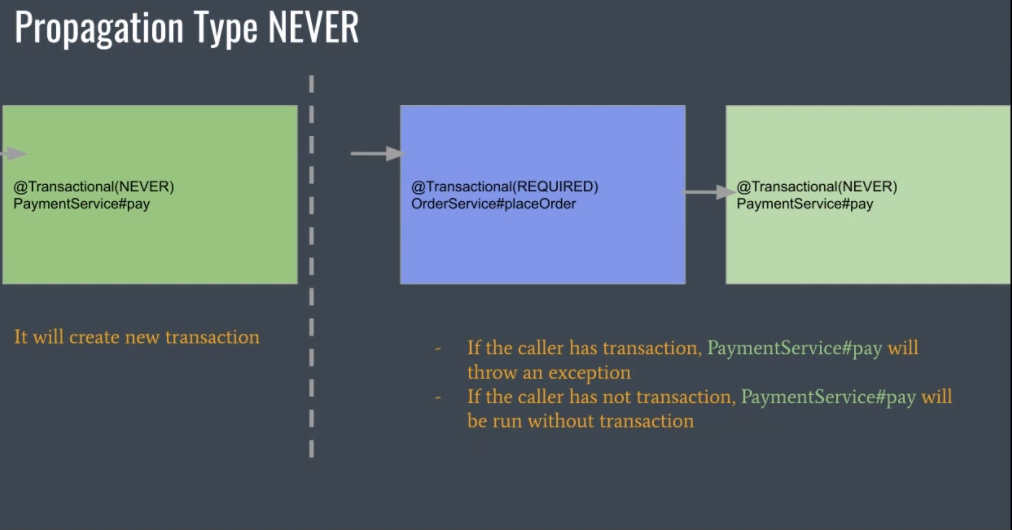 Propagation Type NEVER
@Transactional(NEVER)
PaymentService#pay
It will create new transaction
@Transactional(REQUIRED)
OrderService#placeOrder
@Transactional(NEVER)
PaymentService#pay
- If the caller has transaction, PaymentService#pay will
throw an exception
- If the caller has not transaction, PaymentService#pay will
be run without transaction